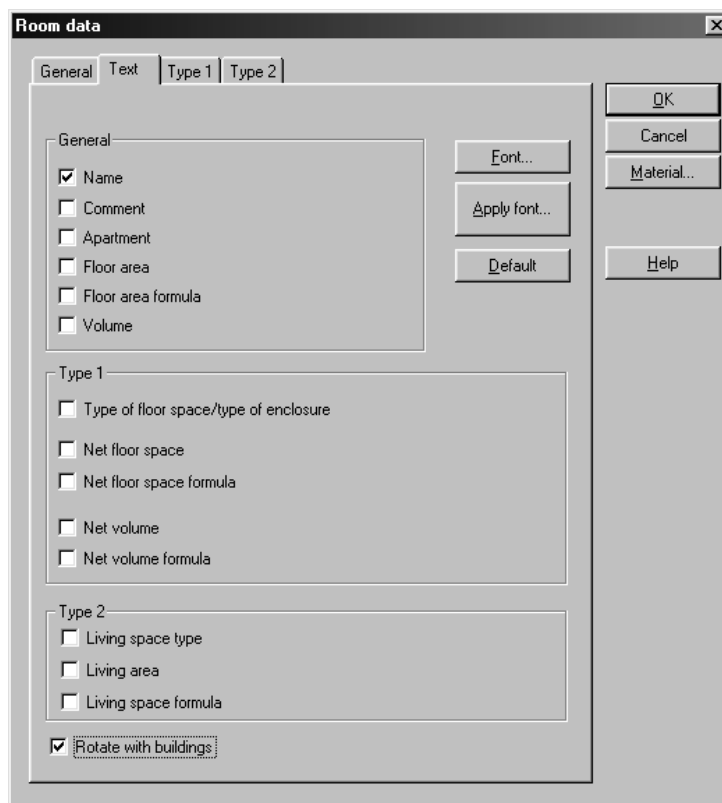 Room data
General Text Type 1 Type 2
OK
Cancel
Material...
Help
General
Name
Comment
Apartment
Floor area
Floor area formula
Volume
Font...
Apply font...
Default
Type 1
Type of floor space/type of enclosure
Net floor space
Net floor space formula
Net volume
Net volume formula
Type 2
Living space type
Living area
Living space formula
Rotate with buildings